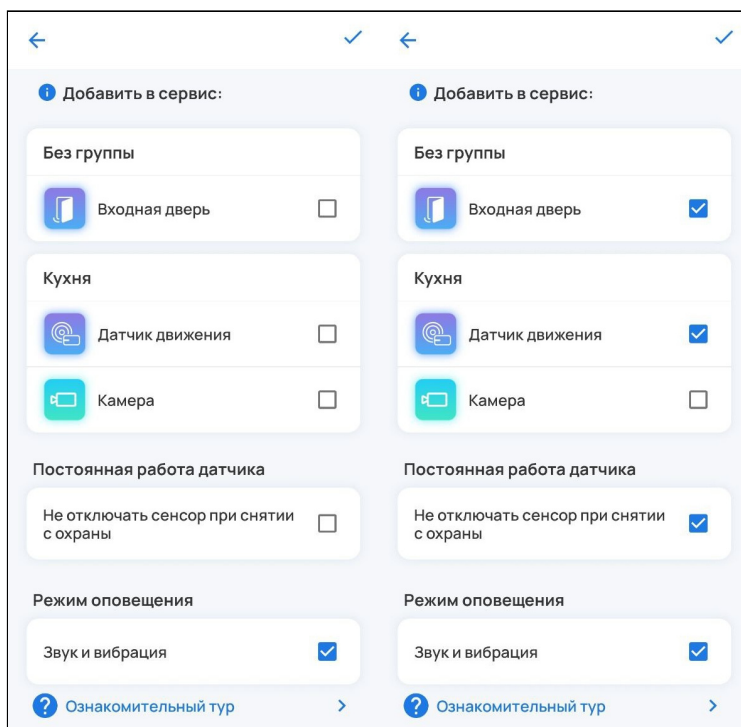 Добавить в сервис:
Без группы
Входная дверь
Кухня
Датчик движения
Камера
Постоянная работа датчика
Не отключать сенсор при снятии
с охраны
Режим оповещения
Звук и вибрация
Ознакомительный тур
Добавить в сервис:
Без группы
Входная дверь
Кухня
Датчик движения
Камера
Постоянная работа датчика
Не отключать сенсор при снятии
с охраны
Режим оповещения
Звук и вибрация
Ознакомительный тур